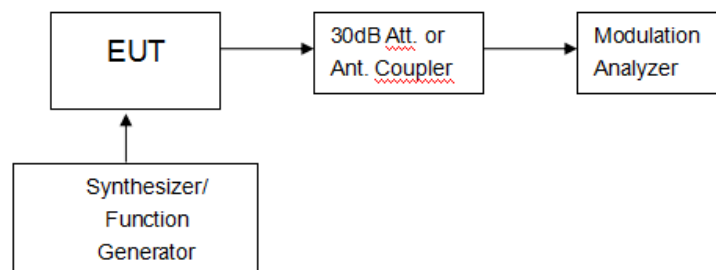 EUT
30dB Att. or
Ant. Coupler
Modulation
Analyzer
Synthesizer/
Function
Generator